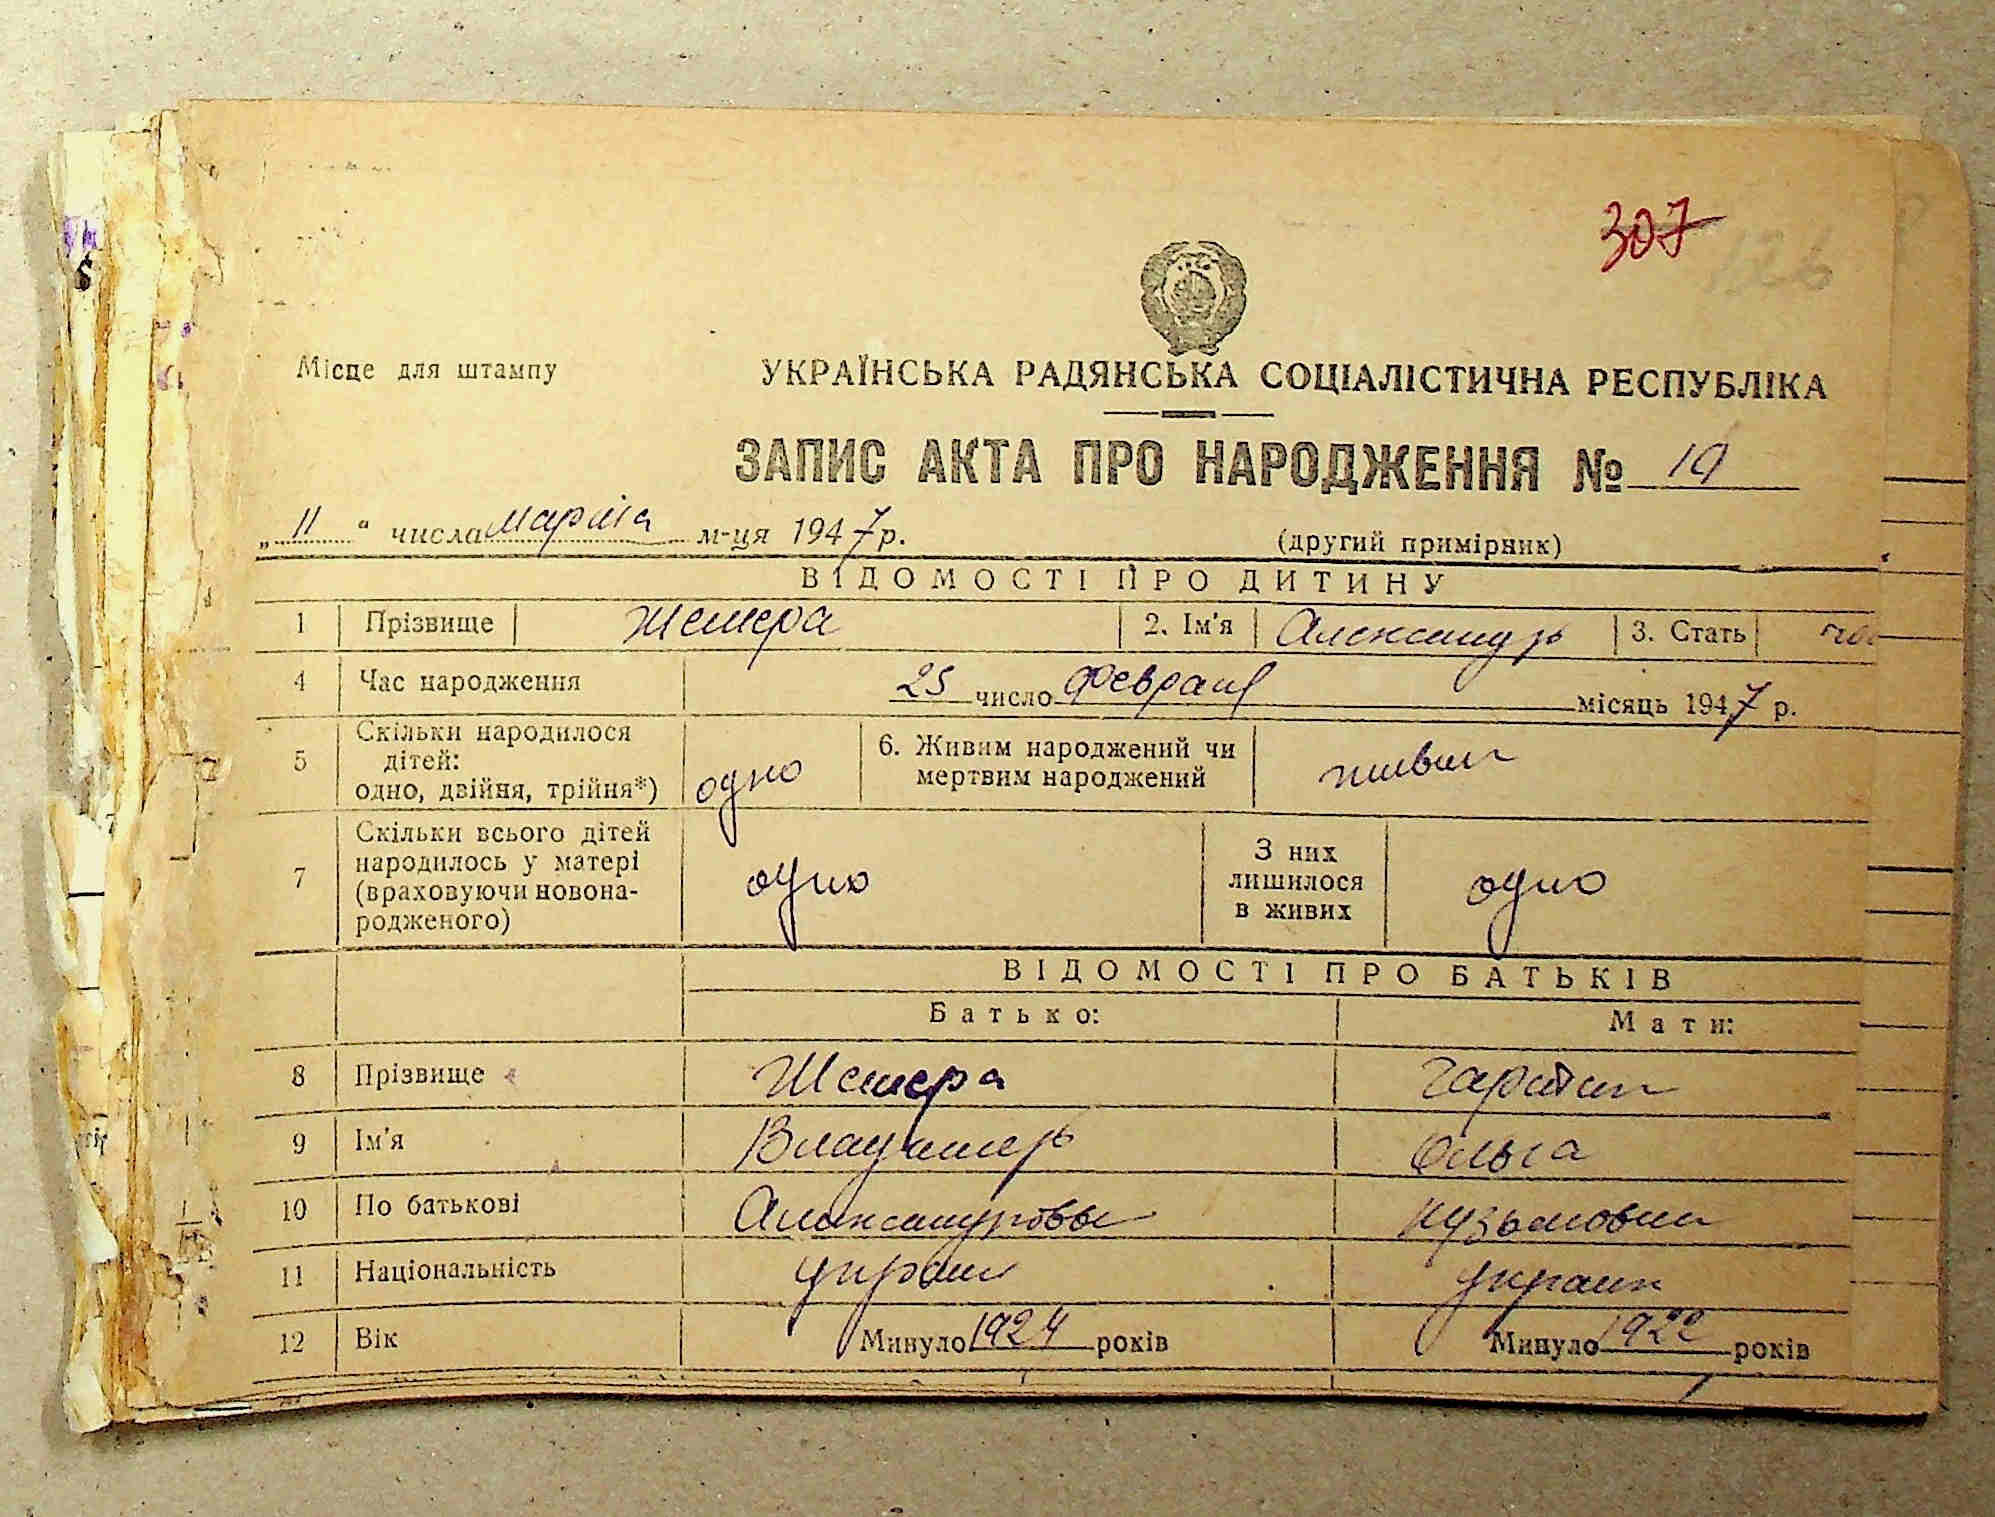 307
Місце для штампу
УКРАЇНСЬКА РАДЯНСЬКА СОЦІАЛІСТИЧНА РЕСПУБЛІКА
ЗАПИС АКТА ПРО НАРОДЖЕННЯ № 19
„11“ числа марта м-ця 1947 р.
(другий примірник)
ВІДОМОСТІ ПРО ДИТИНУ
1 Прізвище Шемера 2. Ім'я Александр 3. Стать
4 Час народження 25 число февраля місяць 1947 р.
5 Скільки народилося дітей: одно, двійня, трійня*) одно 6. Живим народжений чи мертвим народжений живым
7 Скільки всього дітей народилось у матері (враховуючи новонародженого) одно З них лишилося в живих одно
ВІДОМОСТІ ПРО БАТЬКІВ
Батько: Мати:
8 Прізвище Шемера
9 Ім'я Владимир Ольга
10 По батькові Кузьмовна
11 Національність украин украин
12 Вік Минуло 1924 років Минуло 1922 років